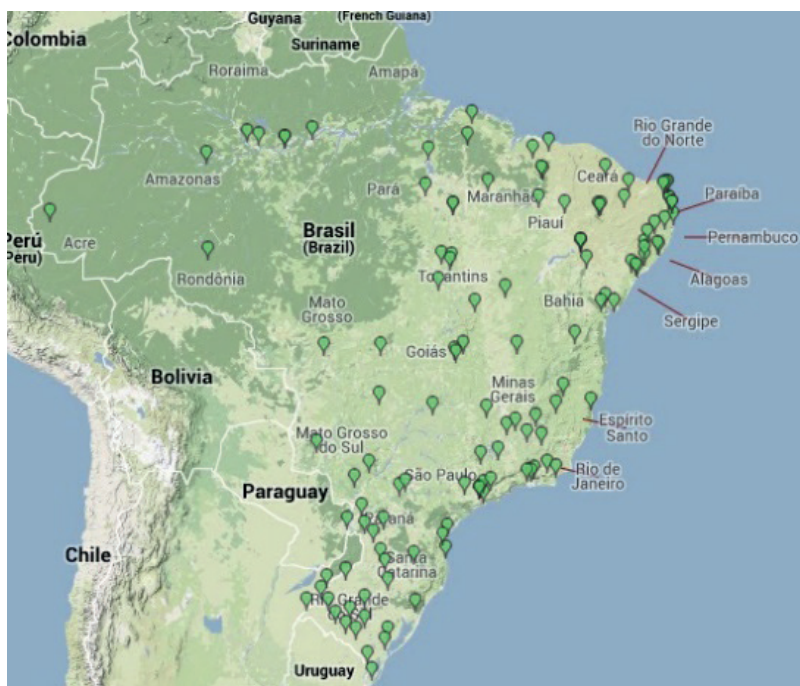 Guyana
(French Guiana)
Colombia
Suriname
Roraima
Amapá
Rio Grande
do Norte
Amazonas
Pará
Maranhão
Ceará
Paraíba
Piauí
Perú
(Peru)
Acre
Brasil
(Brazil)
Pernambuco
Rondônia
Tocantins
Alagoas
Mato
Grosso
Bahia
Sergipe
Goiás
Bolivia
Minas
Gerais
Espírito
Santo
Mato Grosso
do Sul
São Paulo
Rio de
Janeiro
Paraguay
Paraná
Chile
Santa
Catarina
Rio Grande
do Sul
Uruguay